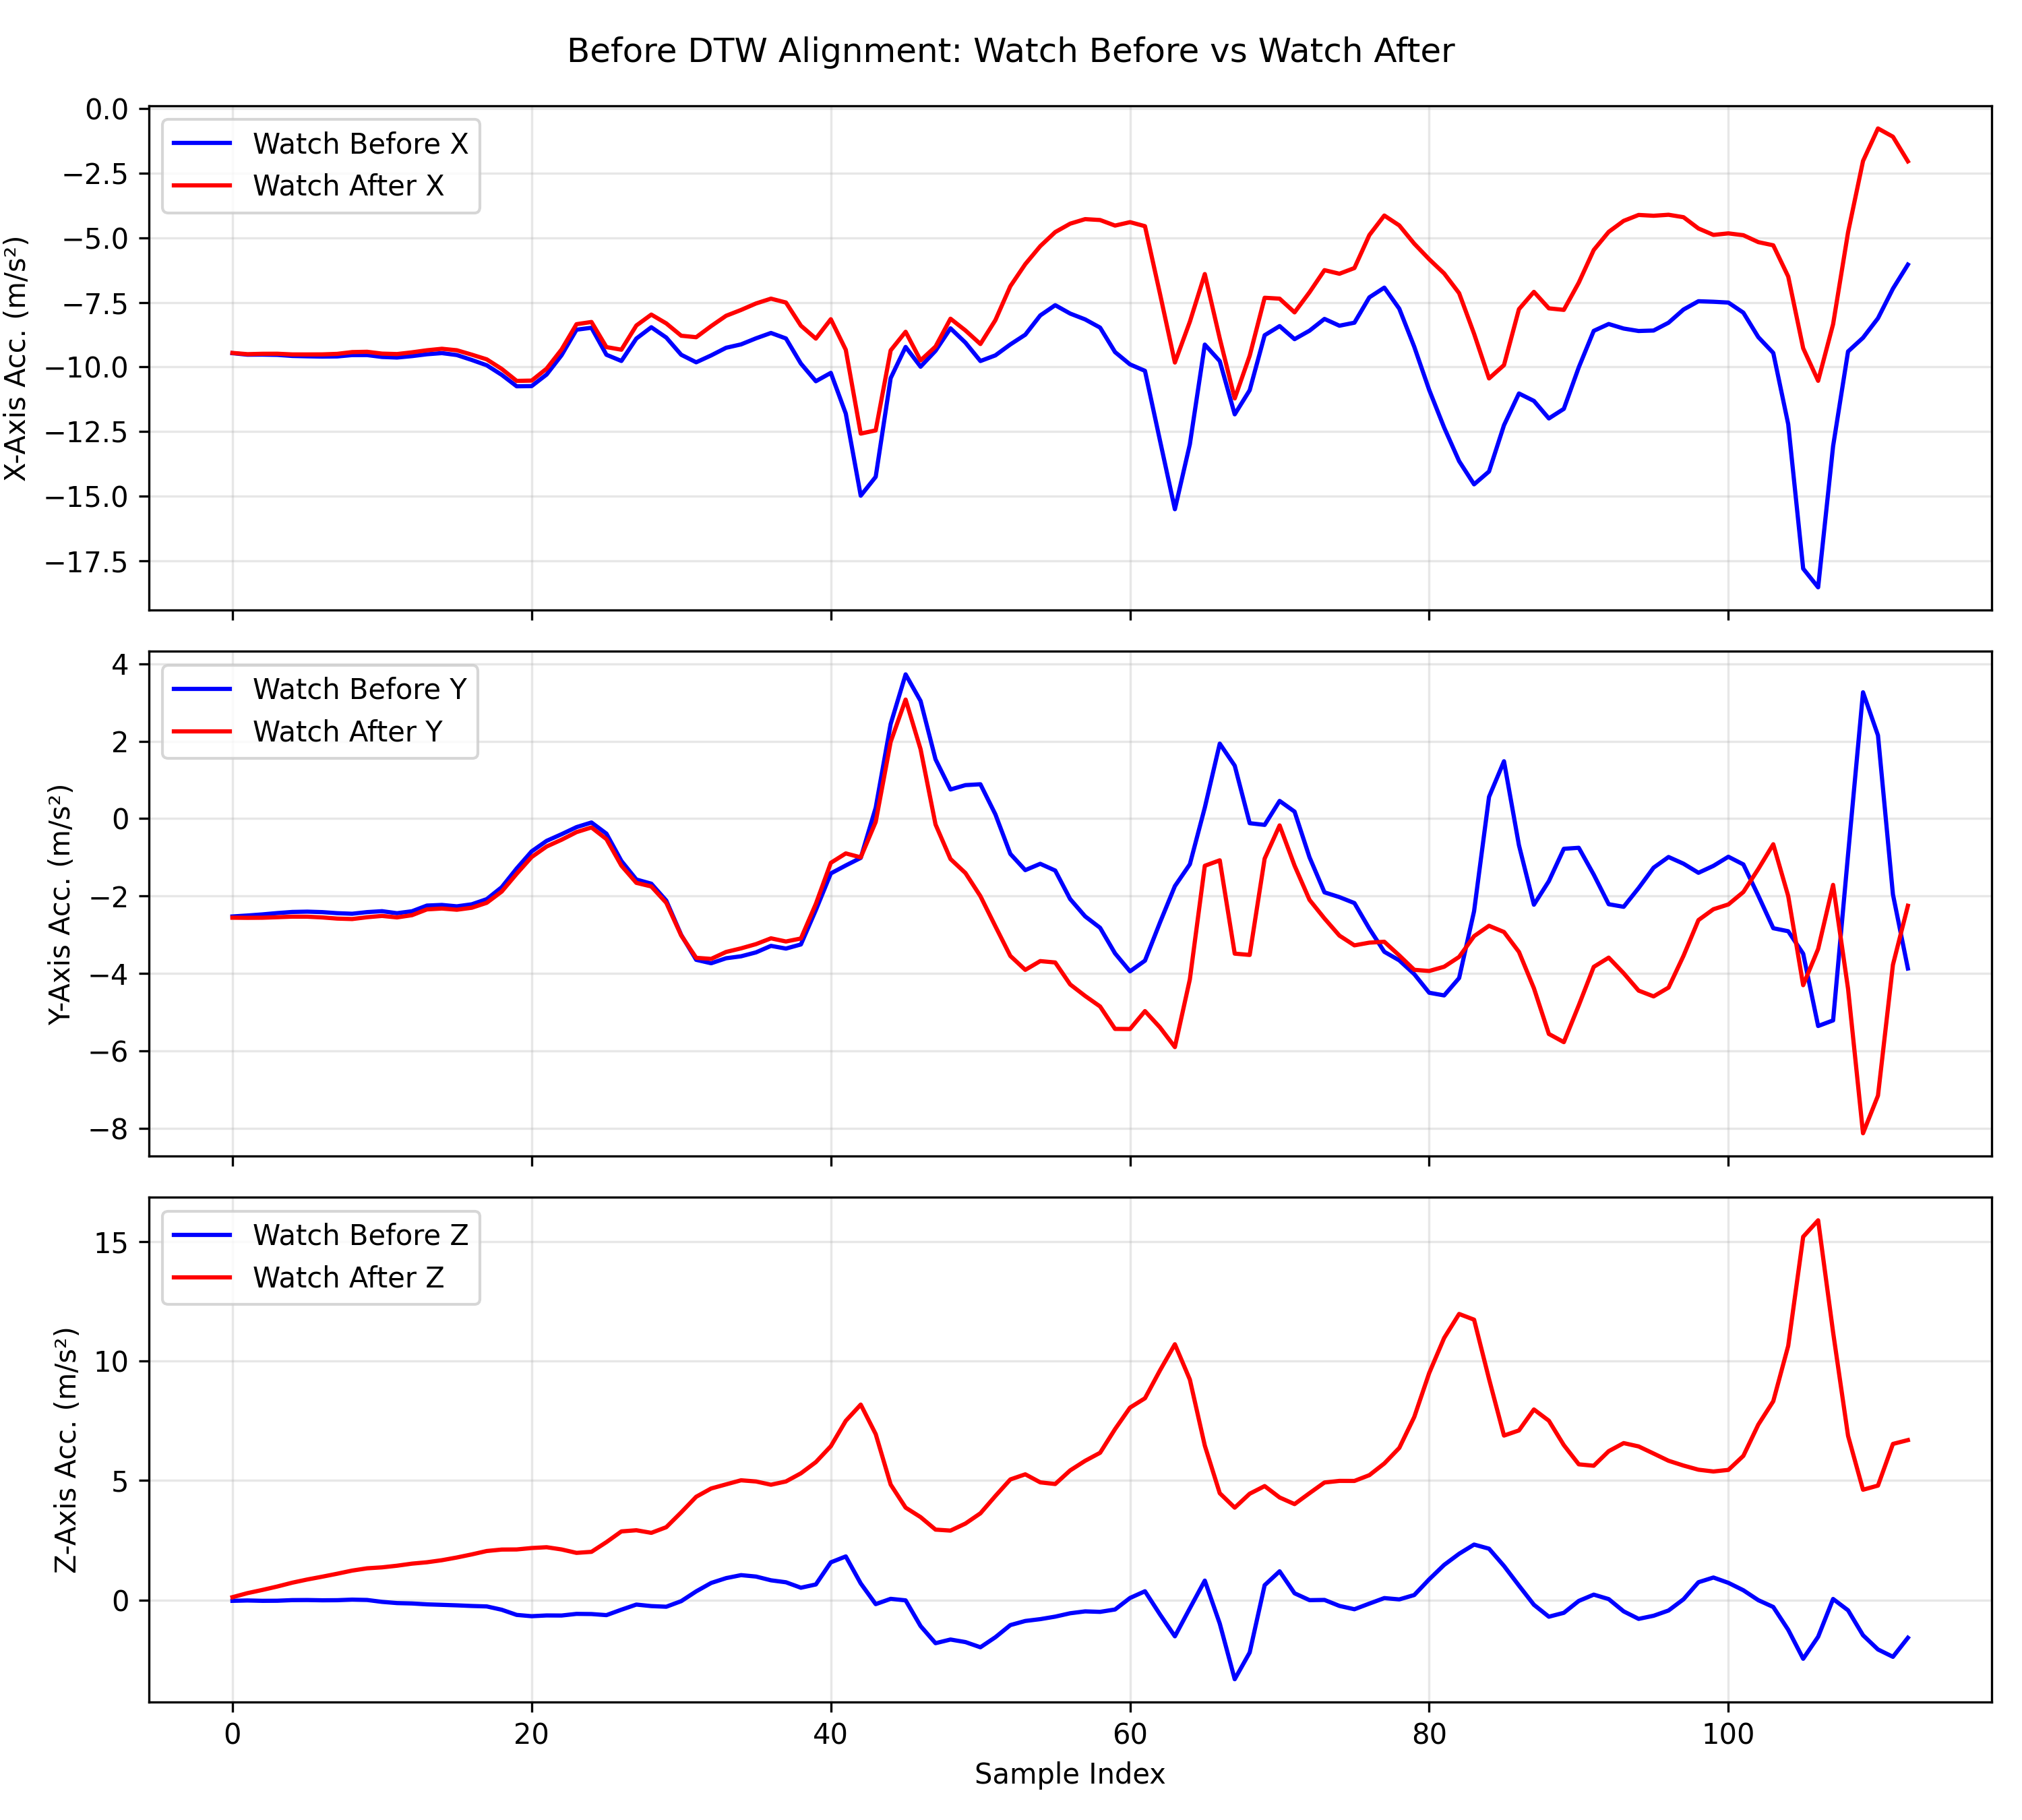 Before DTW Alignment: Watch Before vs Watch After
0.0
−2.5
−5.0
−7.5
−10.0
−12.5
−15.0
−17.5
X-Axis Acc. (m/s²)
Watch Before X
Watch After X
4
2
0
−2
−4
−6
−8
Y-Axis Acc. (m/s²)
Watch Before Y
Watch After Y
15
10
5
0
Z-Axis Acc. (m/s²)
Watch Before Z
Watch After Z
0 20 40 60 80 100
Sample Index